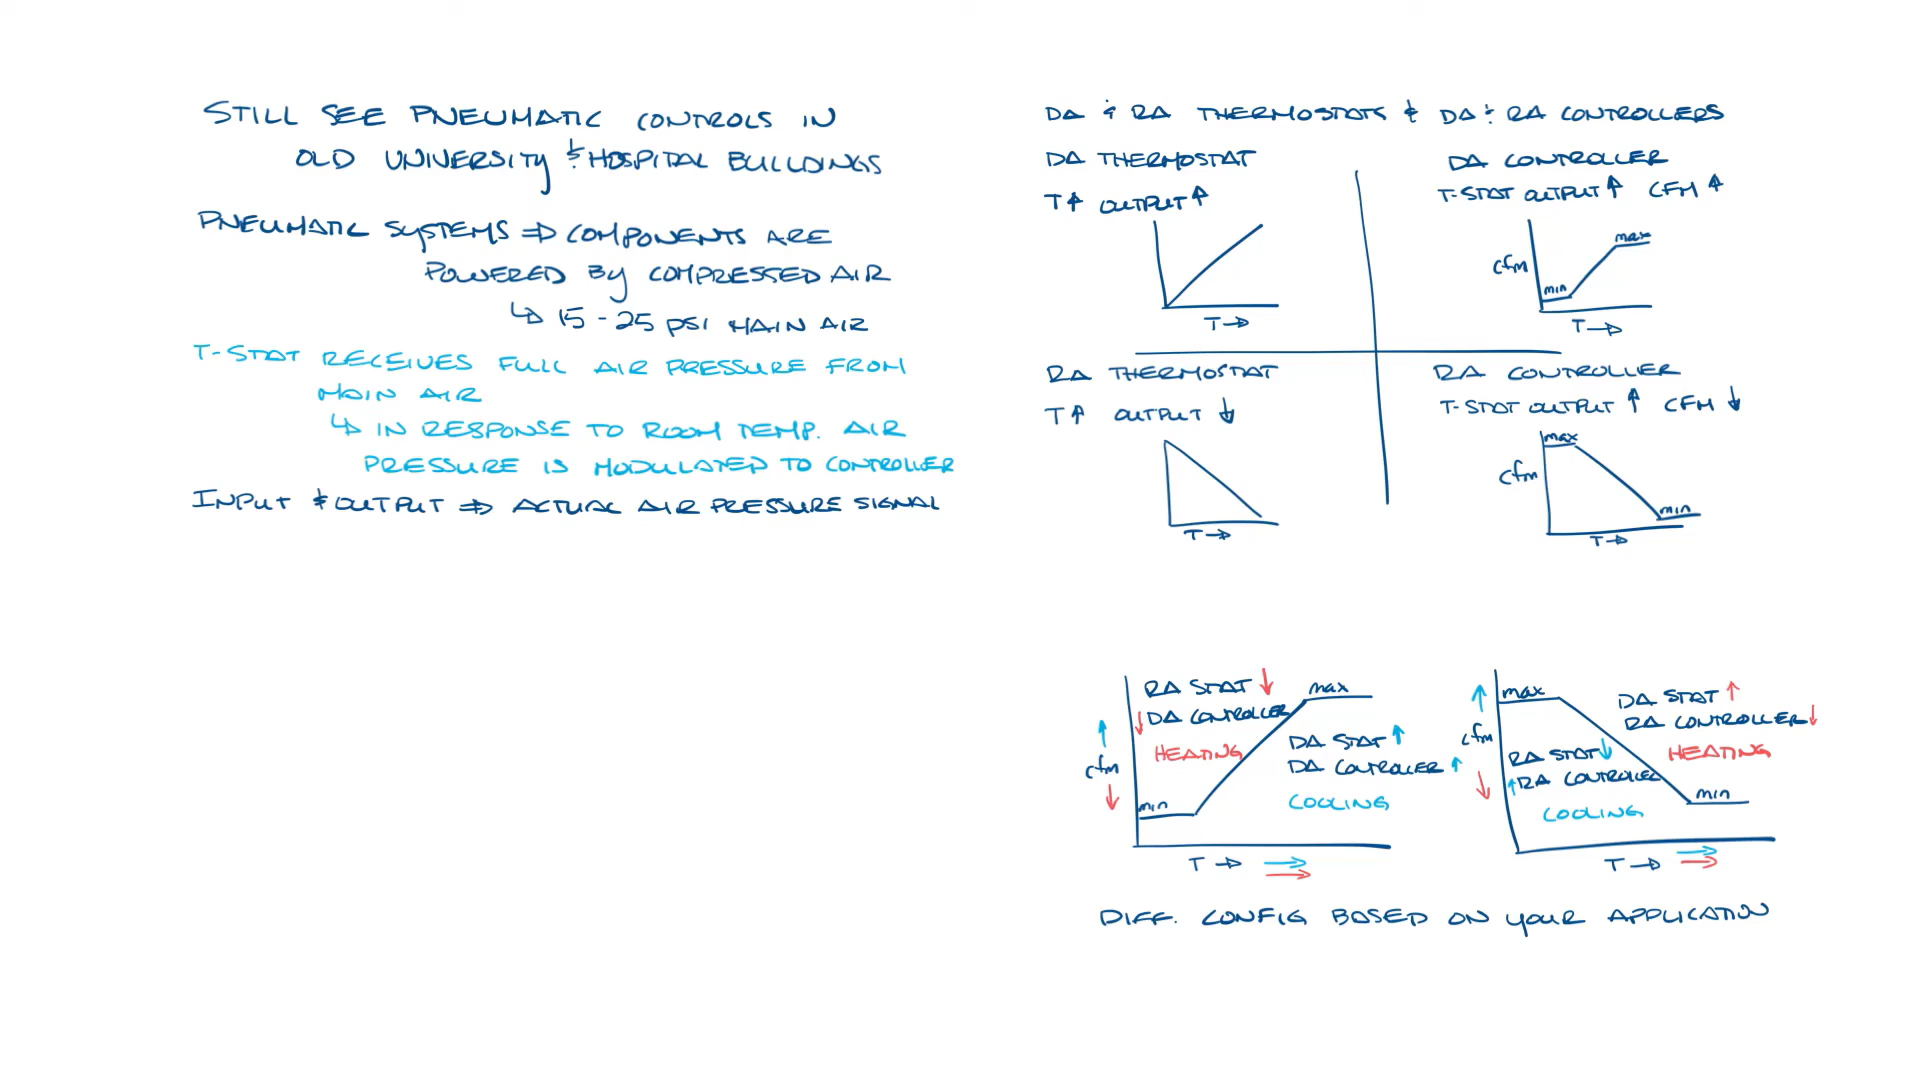 STILL SEE PNEUMATIC CONTROLS IN
OLD UNIVERSITY & HOSPITAL BUILDINGS
PNEUMATIC SYSTEMS ⇒ COMPONENTS ARE
POWERED BY COMPRESSED AIR
↳ 15 - 25 PSI MAIN AIR
T-STAT RECEIVES FULL AIR PRESSURE FROM
MAIN AIR
↳ IN RESPONSE TO ROOM TEMP. AIR
PRESSURE IS MODULATED TO CONTROLLER
INPUT & OUTPUT ⇒ ACTUAL AIR PRESSURE SIGNAL
DA & RA THERMOSTATS & DA & RA CONTROLLERS
DA THERMOSTAT
T↑ OUTPUT↑
T→
DA CONTROLLER
T-STAT OUTPUT↑ CFM↑
max
cfm
min
T→
RA THERMOSTAT
T↑ OUTPUT↓
T→
RA CONTROLLER
T-STAT OUTPUT↑ CFM↓
max
cfm
min
T→
RA STAT↓ max
↓DA CONTROLLER
HEATING
DA STAT↑
DA CONTROLLER↑
↑
cfm
↓
COOLING
min
T→
max
DA STAT↑
RA CONTROLLER↓
↑
cfm
↓
HEATING
RA STAT↓
↑RA CONTROLLER
min
COOLING
T→
DIFF. CONFIG BASED ON YOUR APPLICATION